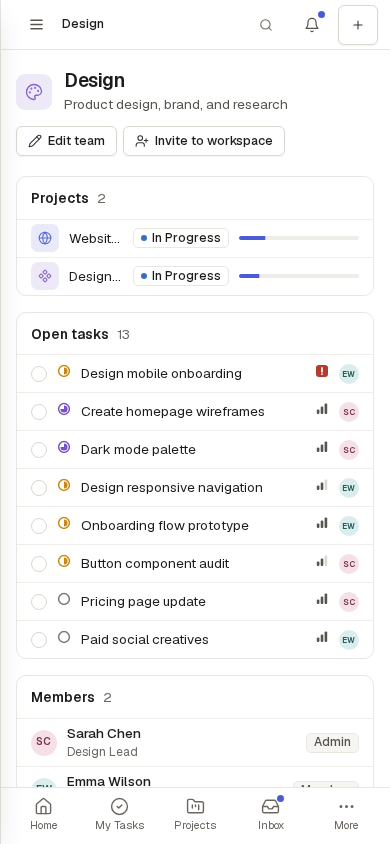 Design
Design
Product design, brand, and research
Edit team
Invite to workspace
Projects 2
Websit... In Progress
Design... In Progress
Open tasks 13
Design mobile onboarding EW
Create homepage wireframes SC
Dark mode palette SC
Design responsive navigation EW
Onboarding flow prototype EW
Button component audit SC
Pricing page update SC
Paid social creatives EW
Members 2
SC Sarah Chen Admin
Design Lead
EW Emma Wilson
Home My Tasks Projects Inbox More